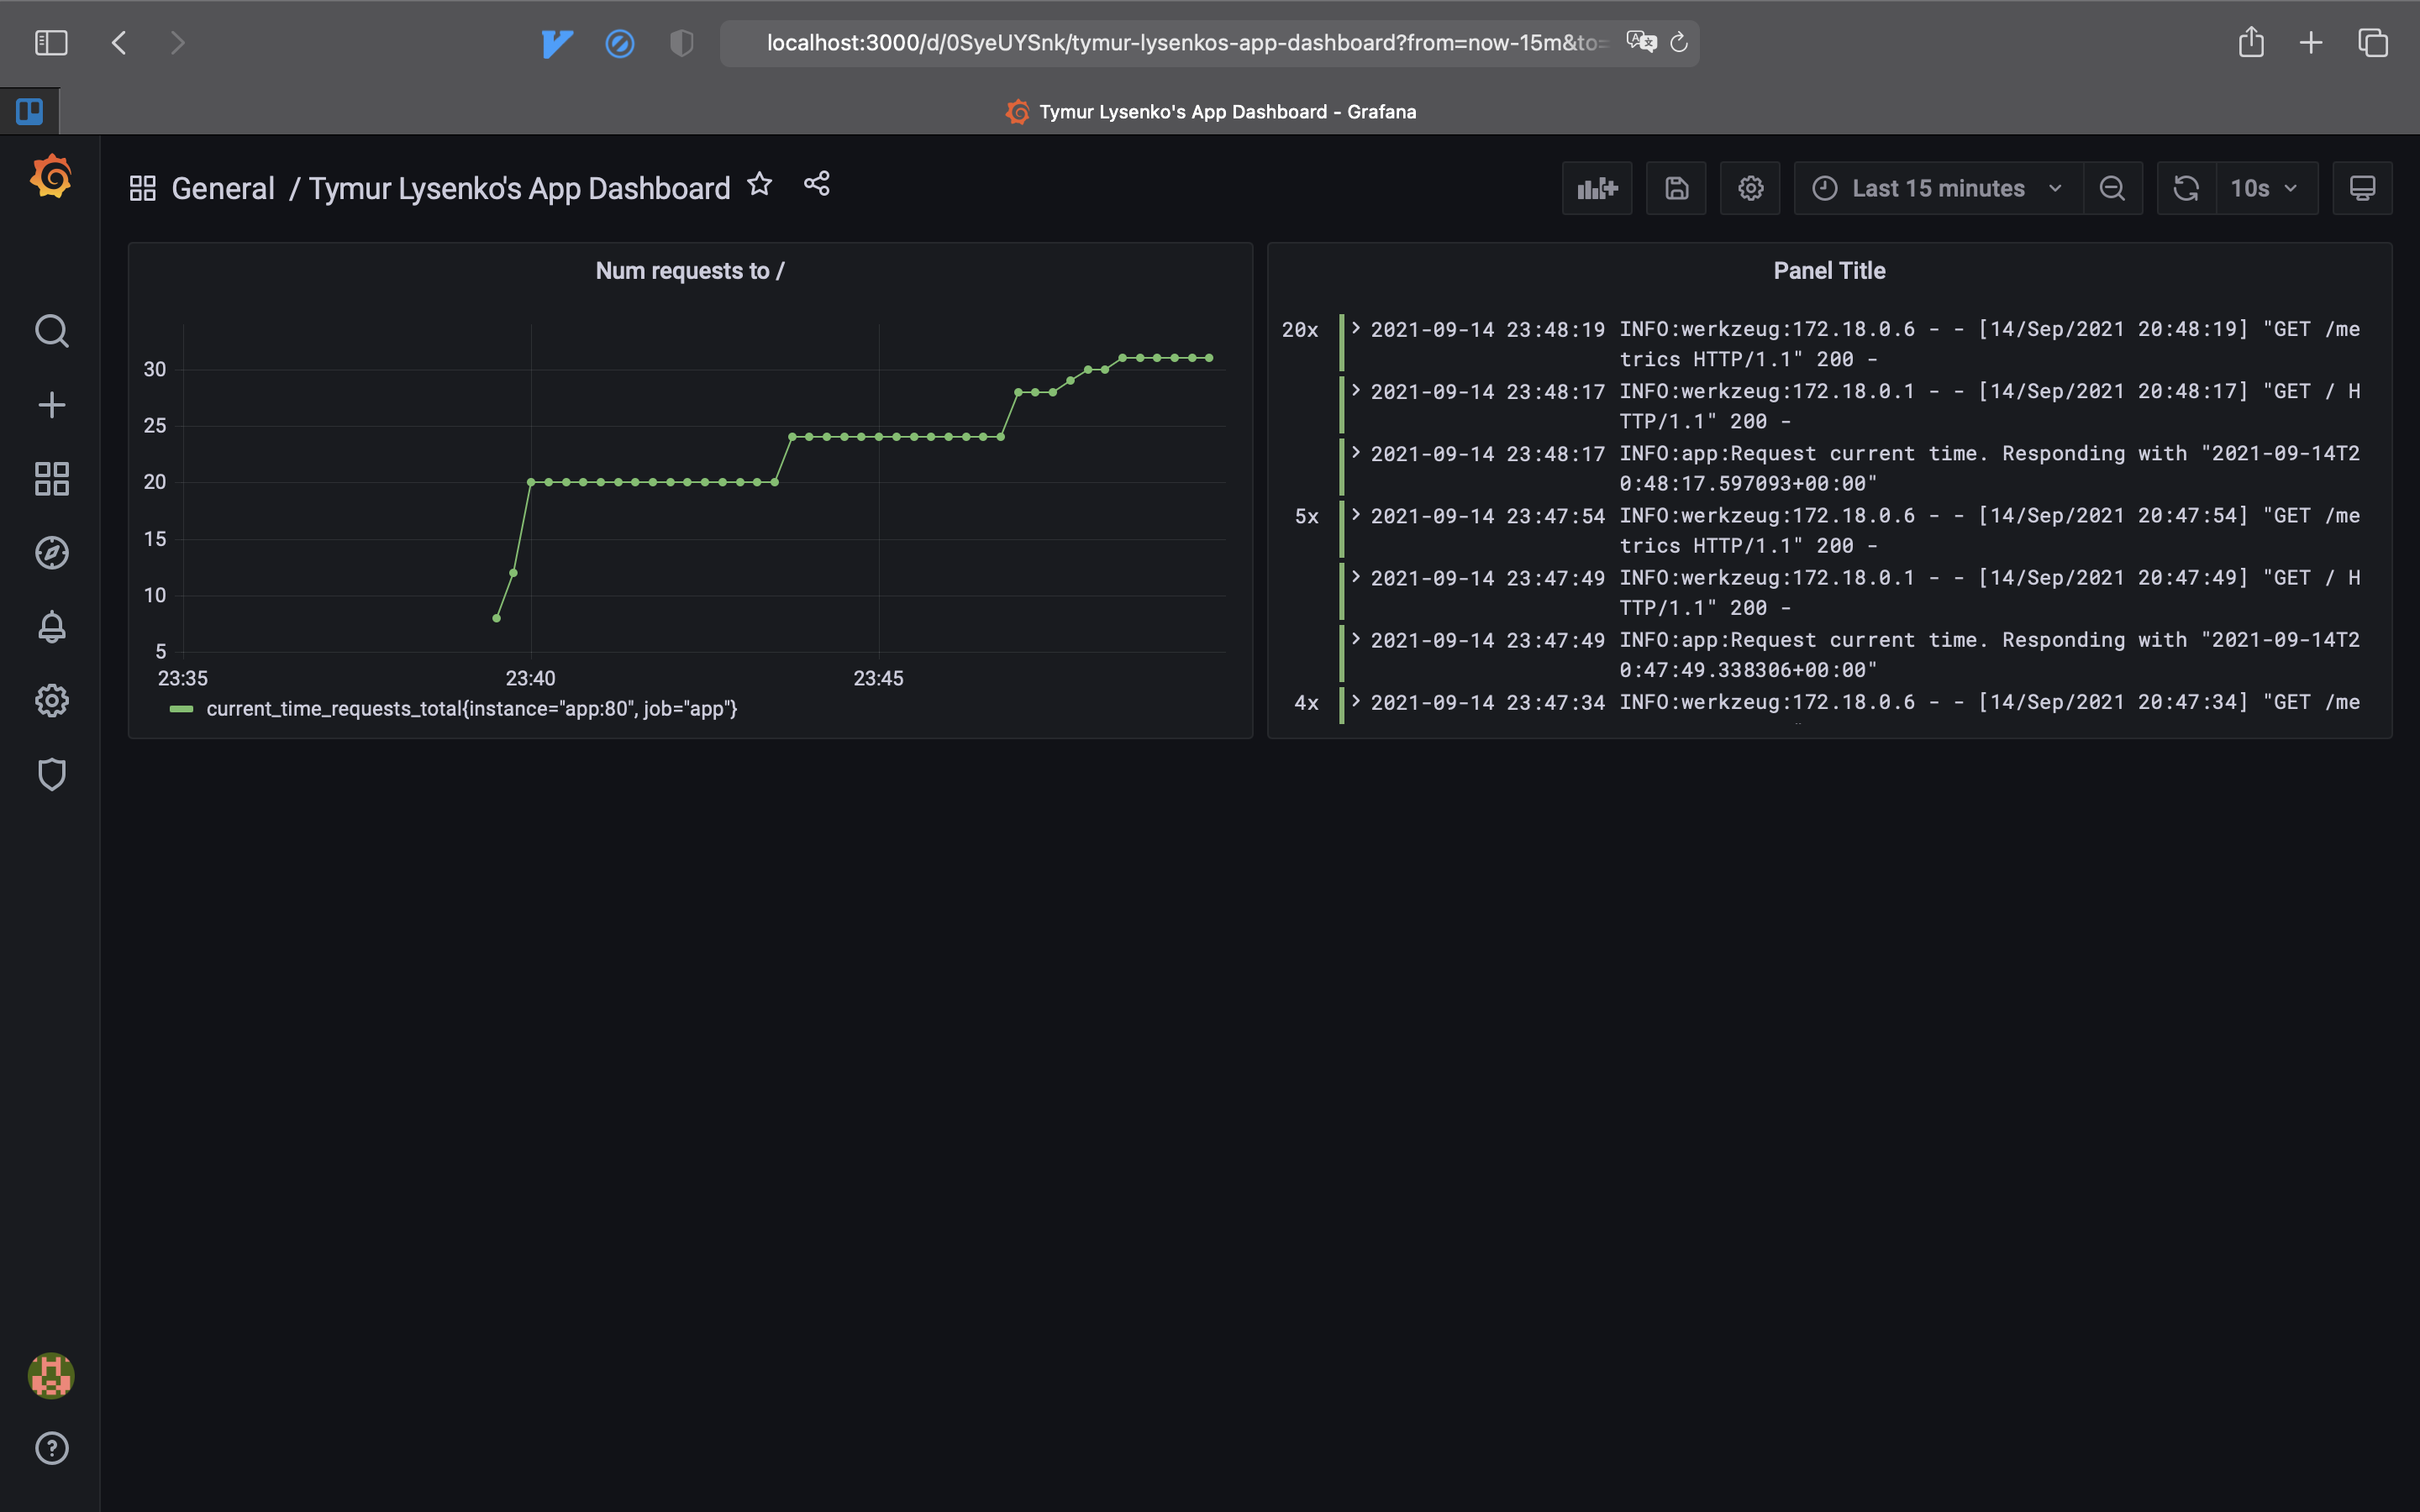 localhost:3000/d/0SyeUYSnk/tymur-lysenkos-app-dashboard?from=now-15m&to=
Tymur Lysenko's App Dashboard - Grafana
General / Tymur Lysenko's App Dashboard
Last 15 minutes
10s
Num requests to /
30
25
20
15
10
5
23:35
23:40
23:45
current_time_requests_total{instance="app:80", job="app"}
Panel Title
20x 2021-09-14 23:48:19 INFO:werkzeug:172.18.0.6 - - [14/Sep/2021 20:48:19] "GET /me
trics HTTP/1.1" 200 -
2021-09-14 23:48:17 INFO:werkzeug:172.18.0.1 - - [14/Sep/2021 20:48:17] "GET / H
TTP/1.1" 200 -
2021-09-14 23:48:17 INFO:app:Request current time. Responding with "2021-09-14T2
0:48:17.597093+00:00"
5x 2021-09-14 23:47:54 INFO:werkzeug:172.18.0.6 - - [14/Sep/2021 20:47:54] "GET /me
trics HTTP/1.1" 200 -
2021-09-14 23:47:49 INFO:werkzeug:172.18.0.1 - - [14/Sep/2021 20:47:49] "GET / H
TTP/1.1" 200 -
2021-09-14 23:47:49 INFO:app:Request current time. Responding with "2021-09-14T2
0:47:49.338306+00:00"
4x 2021-09-14 23:47:34 INFO:werkzeug:172.18.0.6 - - [14/Sep/2021 20:47:34] "GET /me